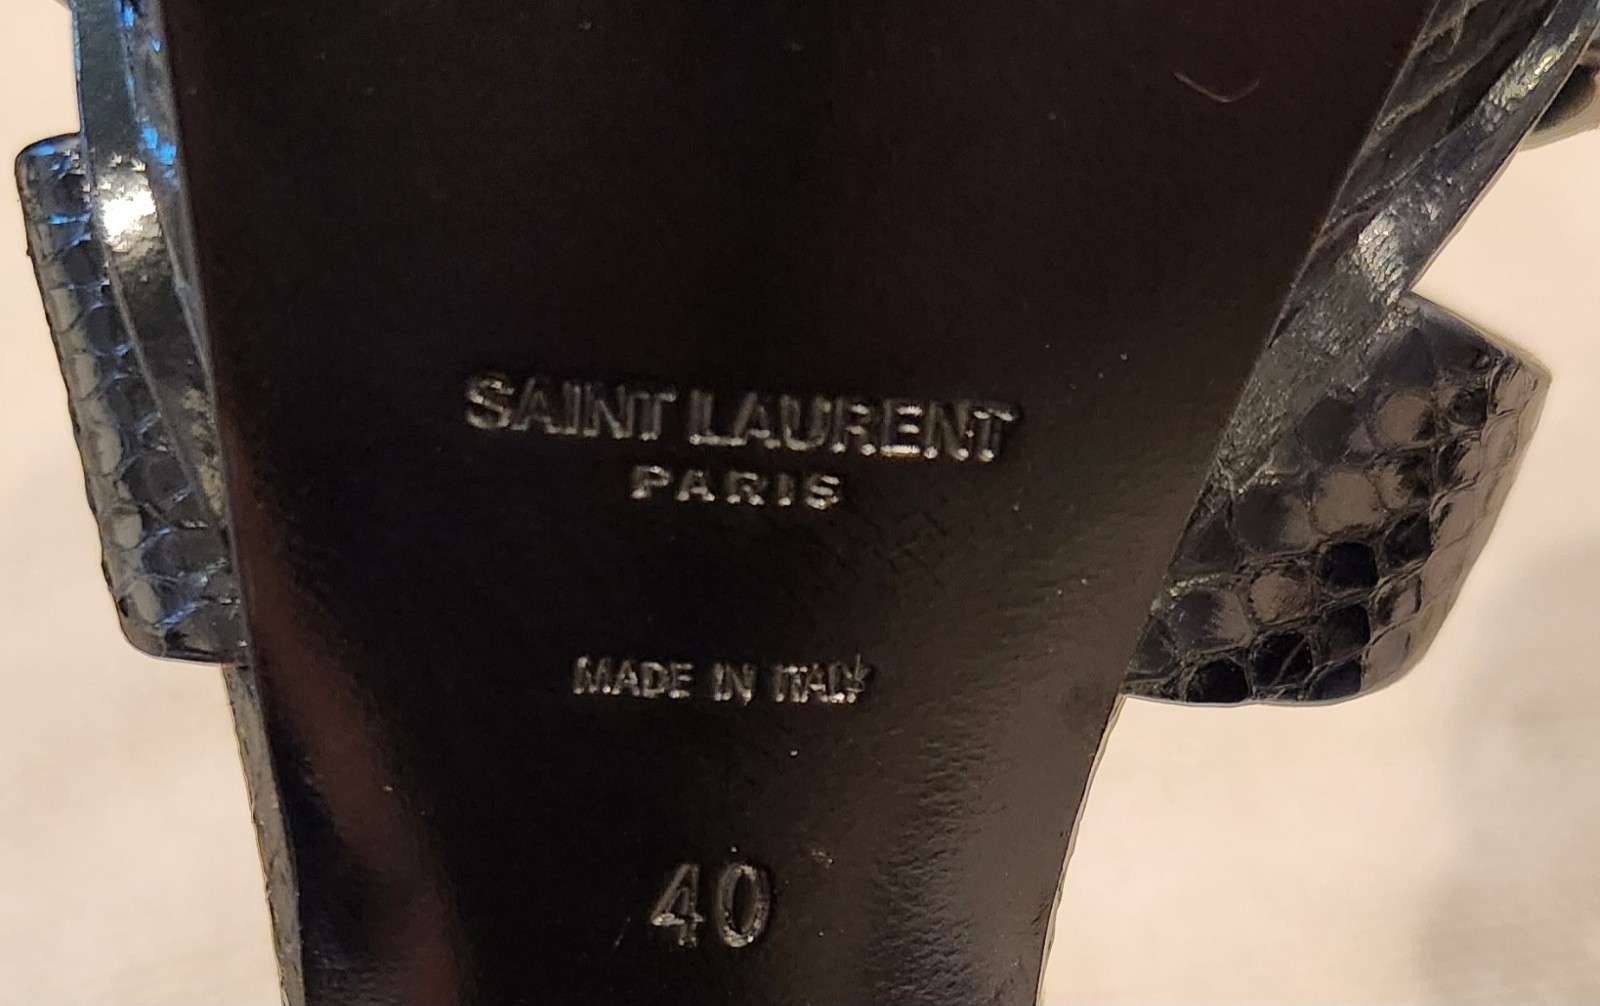 SAINT LAURENT
PARIS
MADE IN ITALY
40